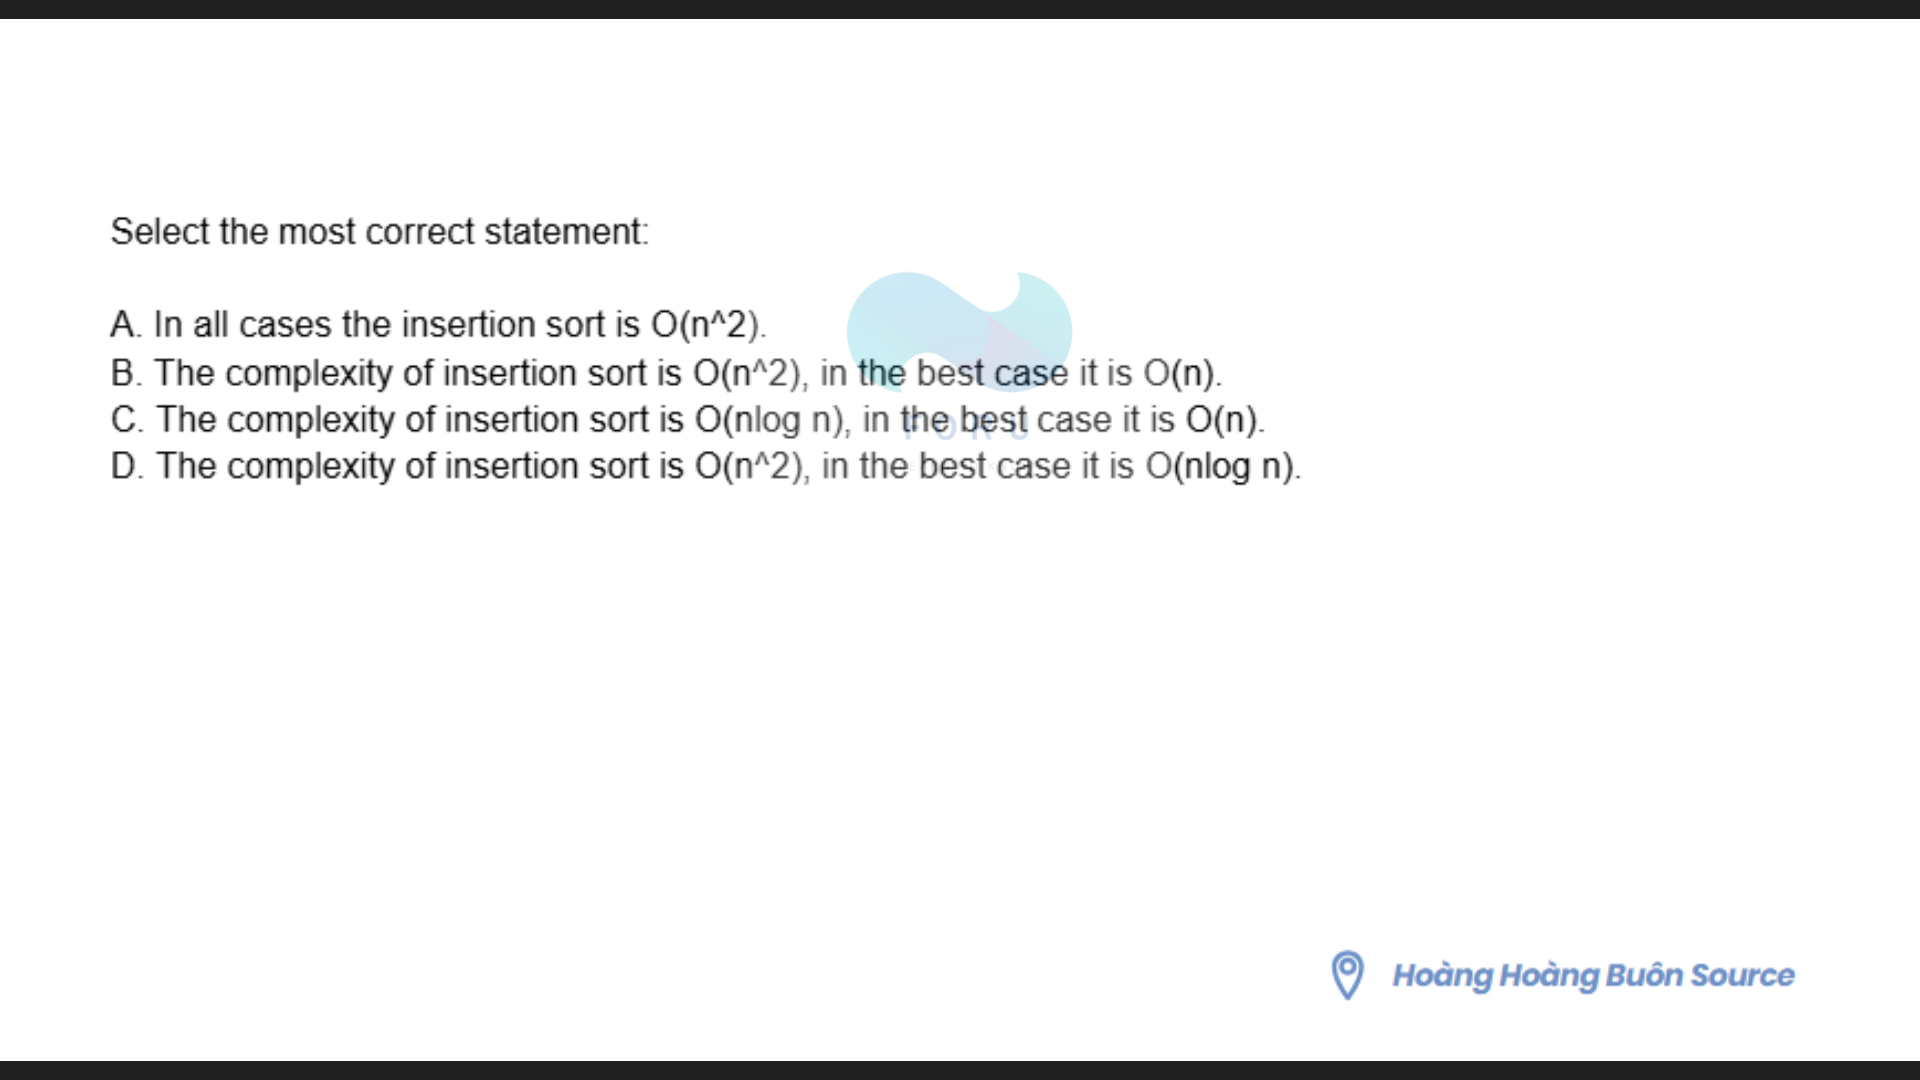 Select the most correct statement:
A. In all cases the insertion sort is O(n^2).
B. The complexity of insertion sort is O(n^2), in the best case it is O(n).
C. The complexity of insertion sort is O(nlog n), in the best case it is O(n).
FORU
D. The complexity of insertion sort is O(n^2), in the best case it is O(nlog n).
Hoàng Hoàng Buôn Source